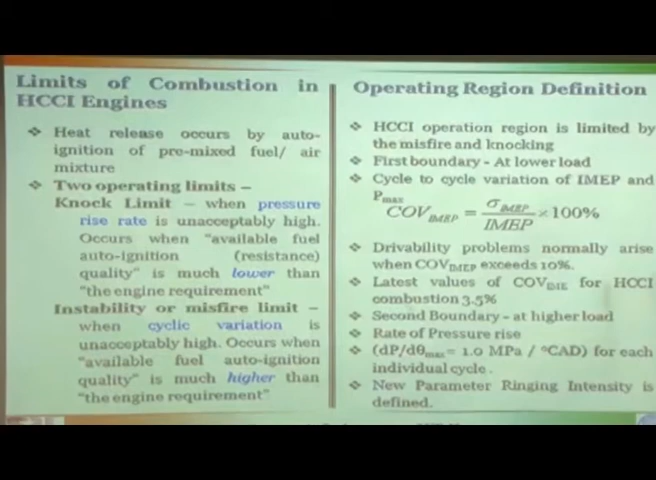 Limits of Combustion in
HCCI Engines
❖ Heat release occurs by auto-
ignition of pre-mixed fuel/ air
mixture
❖ Two operating limits –
Knock Limit – when pressure
rise rate is unacceptably high.
Occurs when "available fuel
auto-ignition (resistance)
quality" is much lower than
"the engine requirement"
Instability or misfire limit –
when cyclic variation is
unacceptably high. Occurs when
"available fuel auto-ignition
quality" is much higher than
"the engine requirement"
Operating Region Definition
❖ HCCI operation region is limited by
the misfire and knocking
❖ First boundary - At lower load
❖ Cycle to cycle variation of IMEP and
Pmax
COV_IMEP = σ_IMEP / IMEP × 100%
❖ Drivability problems normally arise
when COV_IMEP exceeds 10%.
❖ Latest values of COV_IME for HCCI
combustion 3.5%
❖ Second Boundary – at higher load
❖ Rate of Pressure rise
❖ (dP/dθmax= 1.0 MPa / °CAD) for each
individual cycle .
❖ New Parameter Ringing Intensity is
defined.